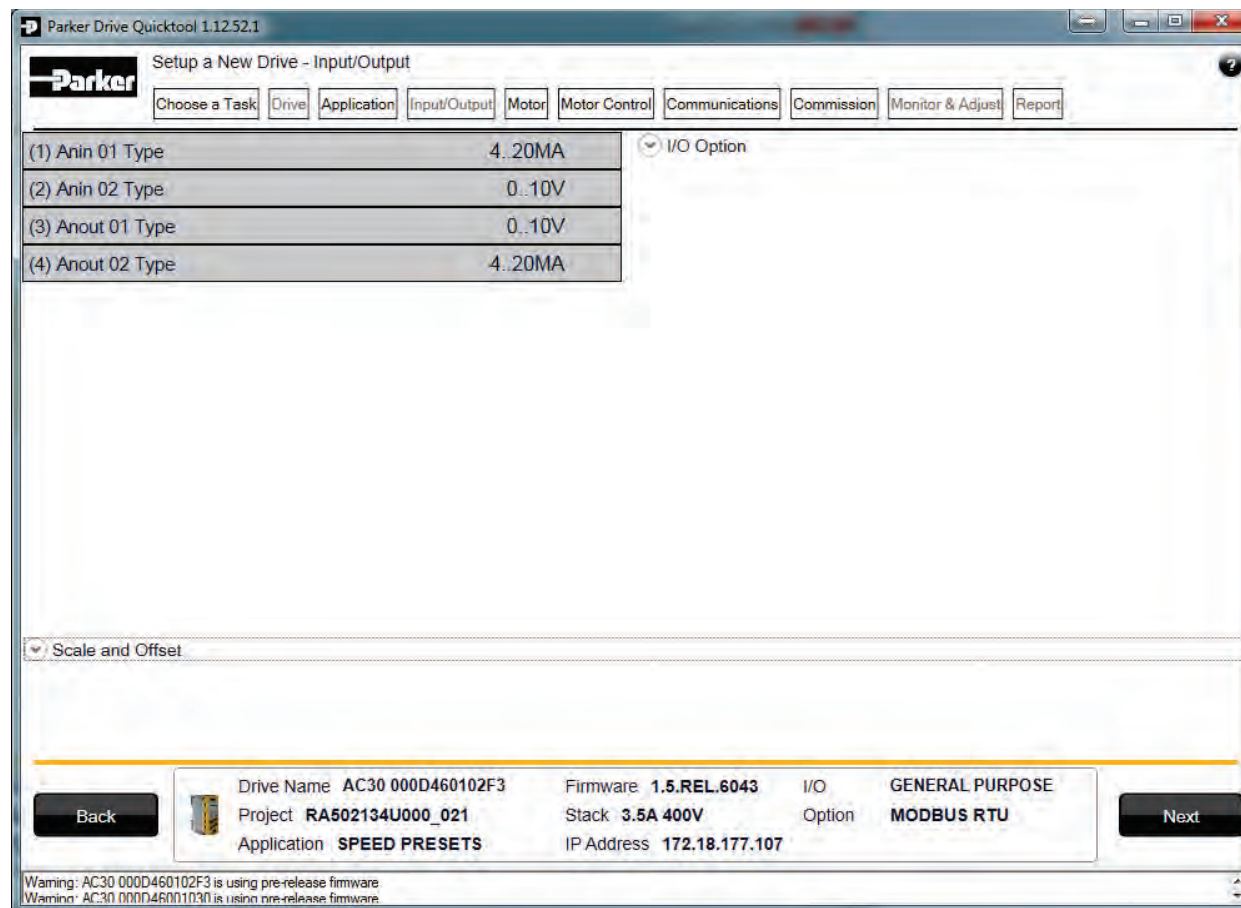 Parker Drive Quicktool 1.12.52.1
Parker
Setup a New Drive - Input/Output
?
Choose a Task Drive Application Input/Output Motor Motor Control Communications Commission Monitor & Adjust Report
(1) Anin 01 Type 4..20MA
(2) Anin 02 Type 0..10V
(3) Anout 01 Type 0..10V
(4) Anout 02 Type 4..20MA
I/O Option
Scale and Offset
Back
Drive Name AC30 000D460102F3 Firmware 1.5.REL.6043 I/O GENERAL PURPOSE
Project RA502134U000_021 Stack 3.5A 400V Option MODBUS RTU
Application SPEED PRESETS IP Address 172.18.177.107
Next
Warning: AC30 000D460102F3 is using pre-release firmware
Warning: AC30 000D46001030 is using pre-release firmware